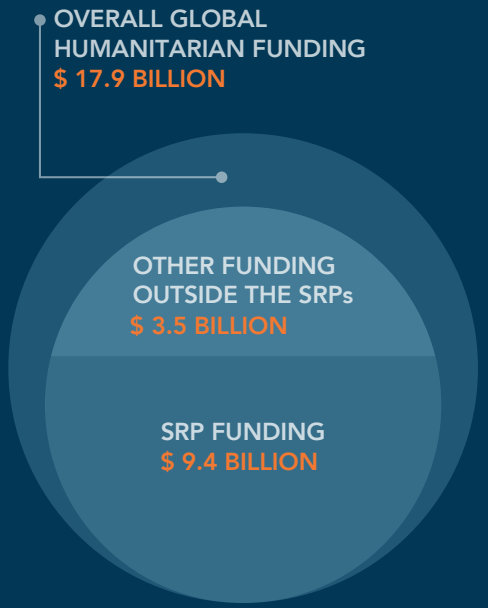 OVERALL GLOBAL
HUMANITARIAN FUNDING
$ 17.9 BILLION
OTHER FUNDING
OUTSIDE THE SRPs
$ 3.5 BILLION
SRP FUNDING
$ 9.4 BILLION